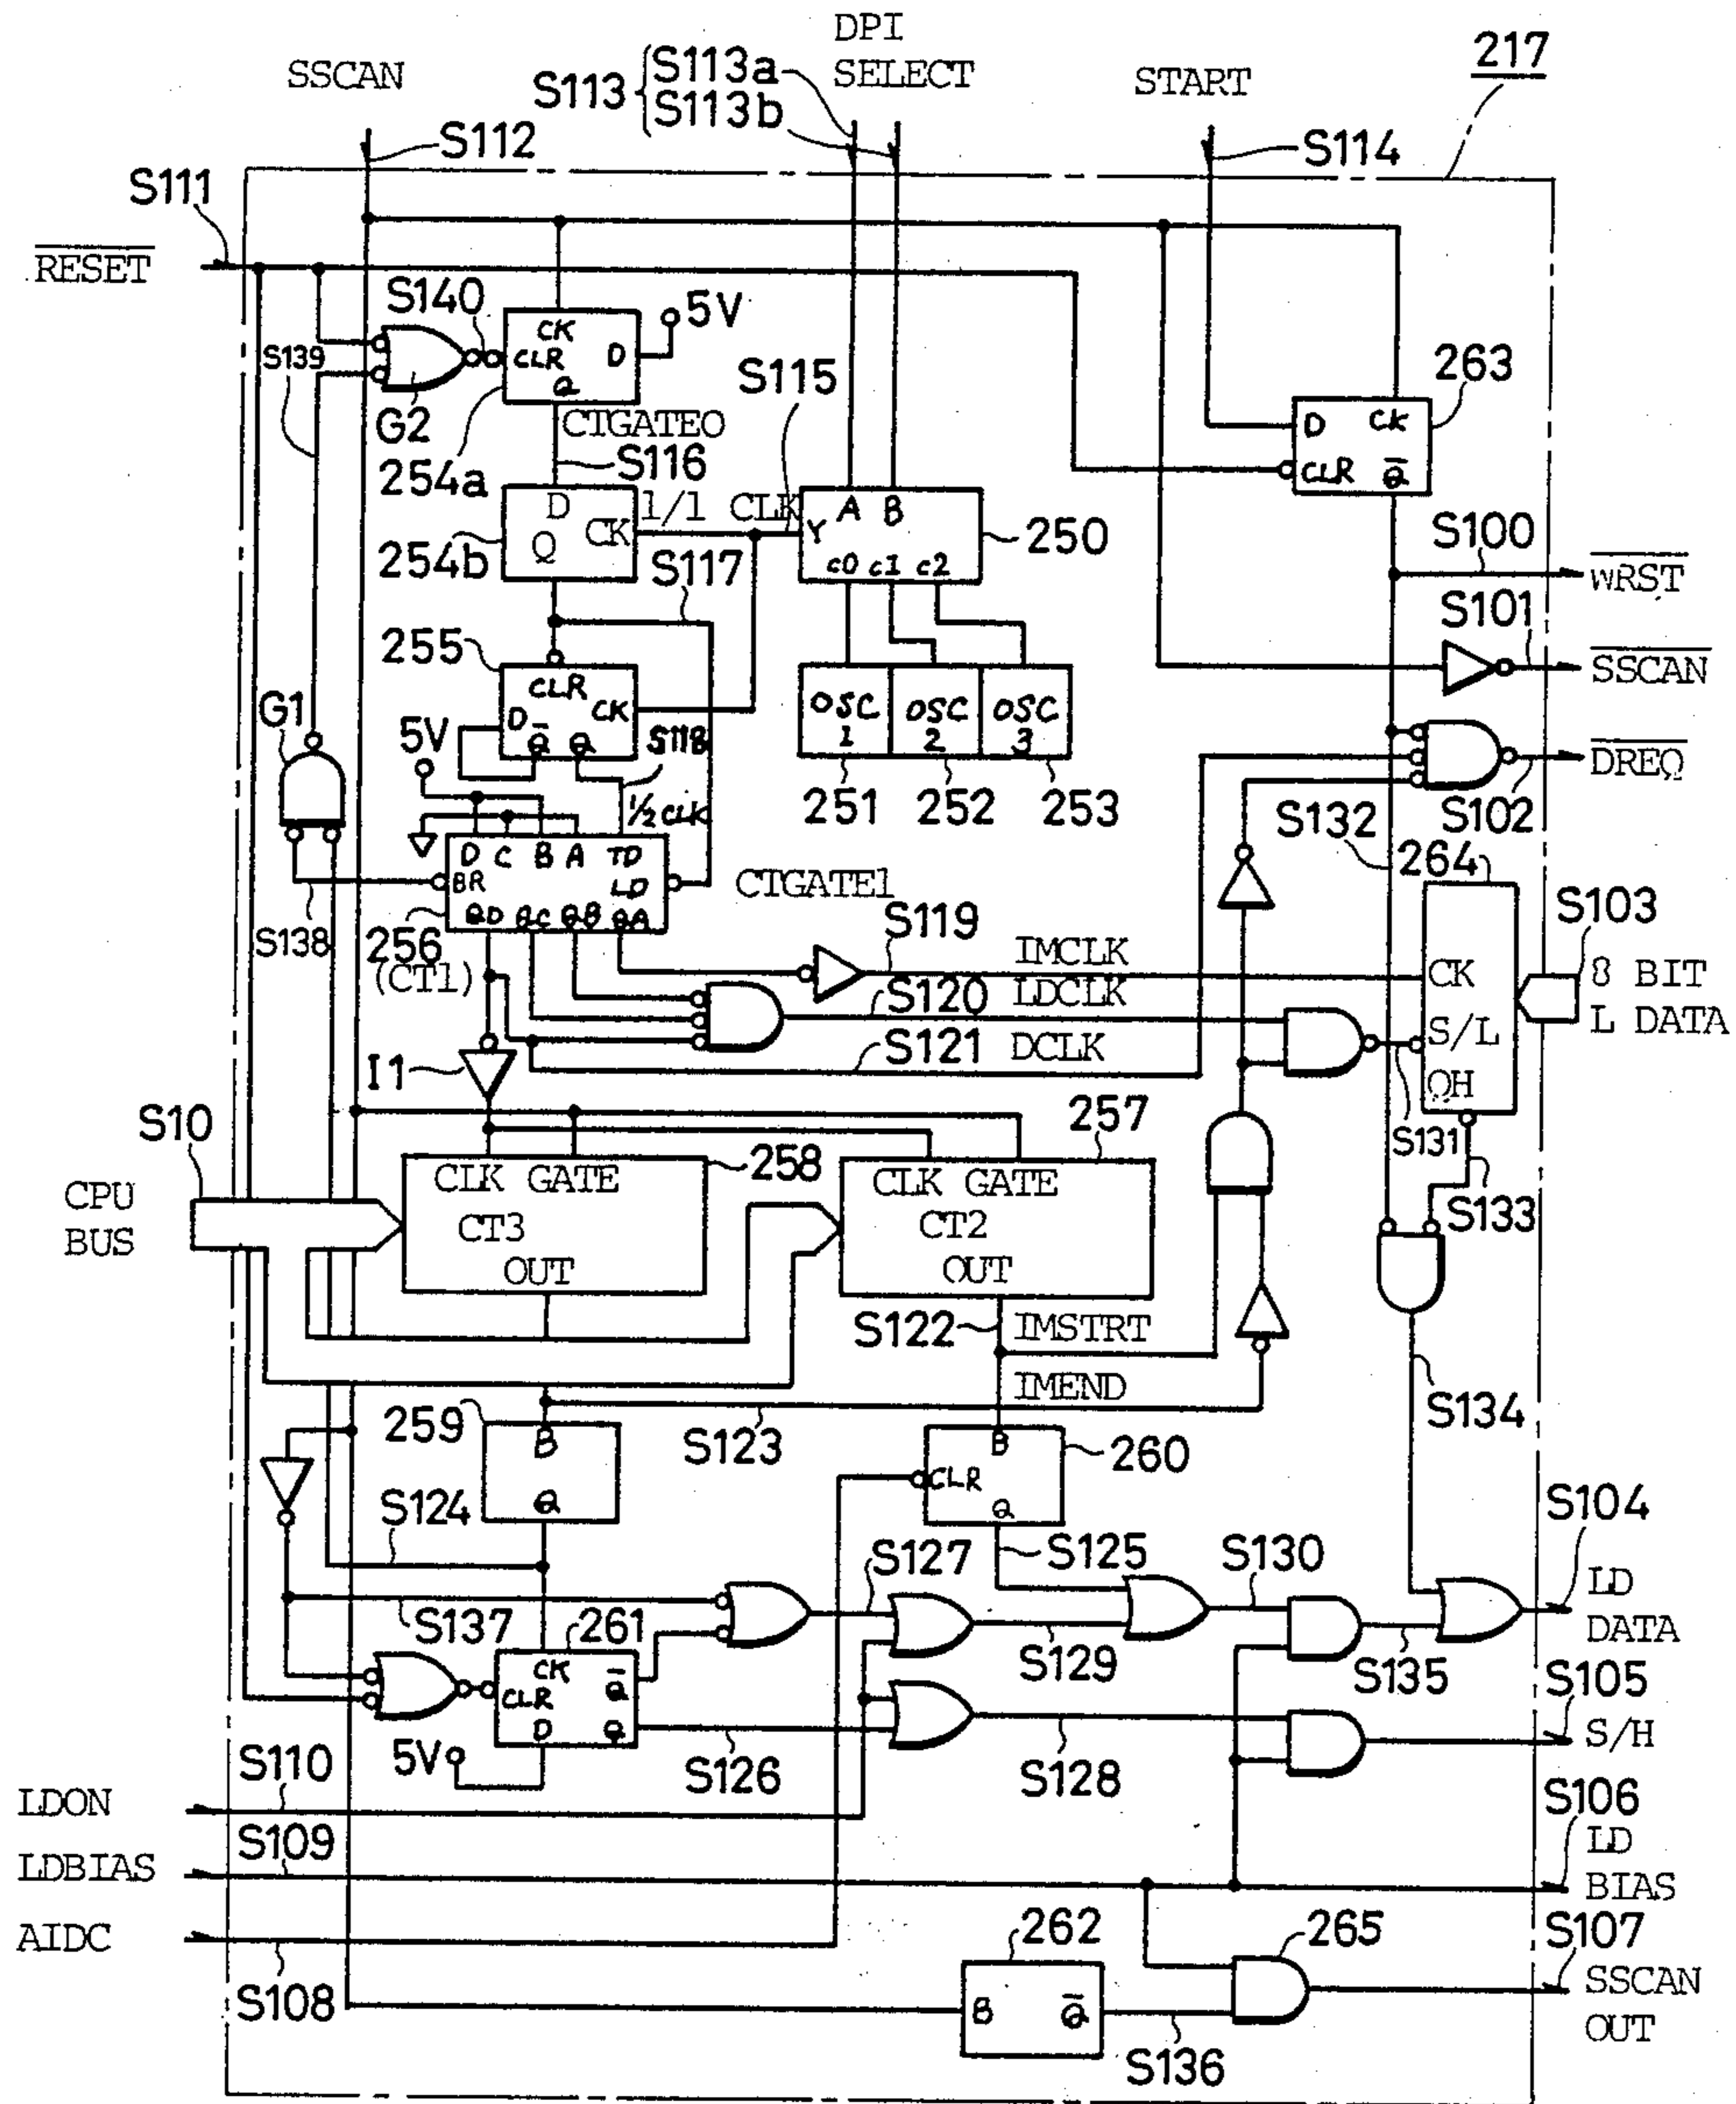 DPI
SSCAN
S113
S113a
S113b
SELECT
START
217
S112
S114
S111
RESET
S140
5V
CK
CLR
D
Q
S139
G2
S115
263
D
CK
CLR
Q
CTGATE0
S116
254a
D
CK
Q
1/1 CLK
A B
Y
c0 c1 c2
250
254b
S117
S100
WRST
S101
SSCAN
255
CLR
D
CK
Q Q
OSC 1
OSC 2
OSC 3
G1
5V
S118
1/2 CLK
251
252
253
DREQ
S102
S132
264
D C B A TD
BR
LD
QD QC QB QA
CTGATE1
S103
S138
256
(CT1)
S119
IMCLK
CK
8 BIT
L DATA
S120
LDCLK
S/L
S121
DCLK
I1
QH
S10
257
S131
258
CLK GATE
CT3
OUT
CLK GATE
CT2
OUT
CPU
BUS
S133
S122
IMSTRT
IMEND
S134
259
B
Q
S123
B
CLR
Q
260
S124
S104
S125
S127
S130
LD
DATA
S137
261
CK
CLR
Q
D
Q
S129
S135
S105
S/H
5V
S126
S128
S110
LDON
S106
S109
LD
BIAS
LDBIAS
262
265
S107
AIDC
S108
B
Q
SSCAN
OUT
S136